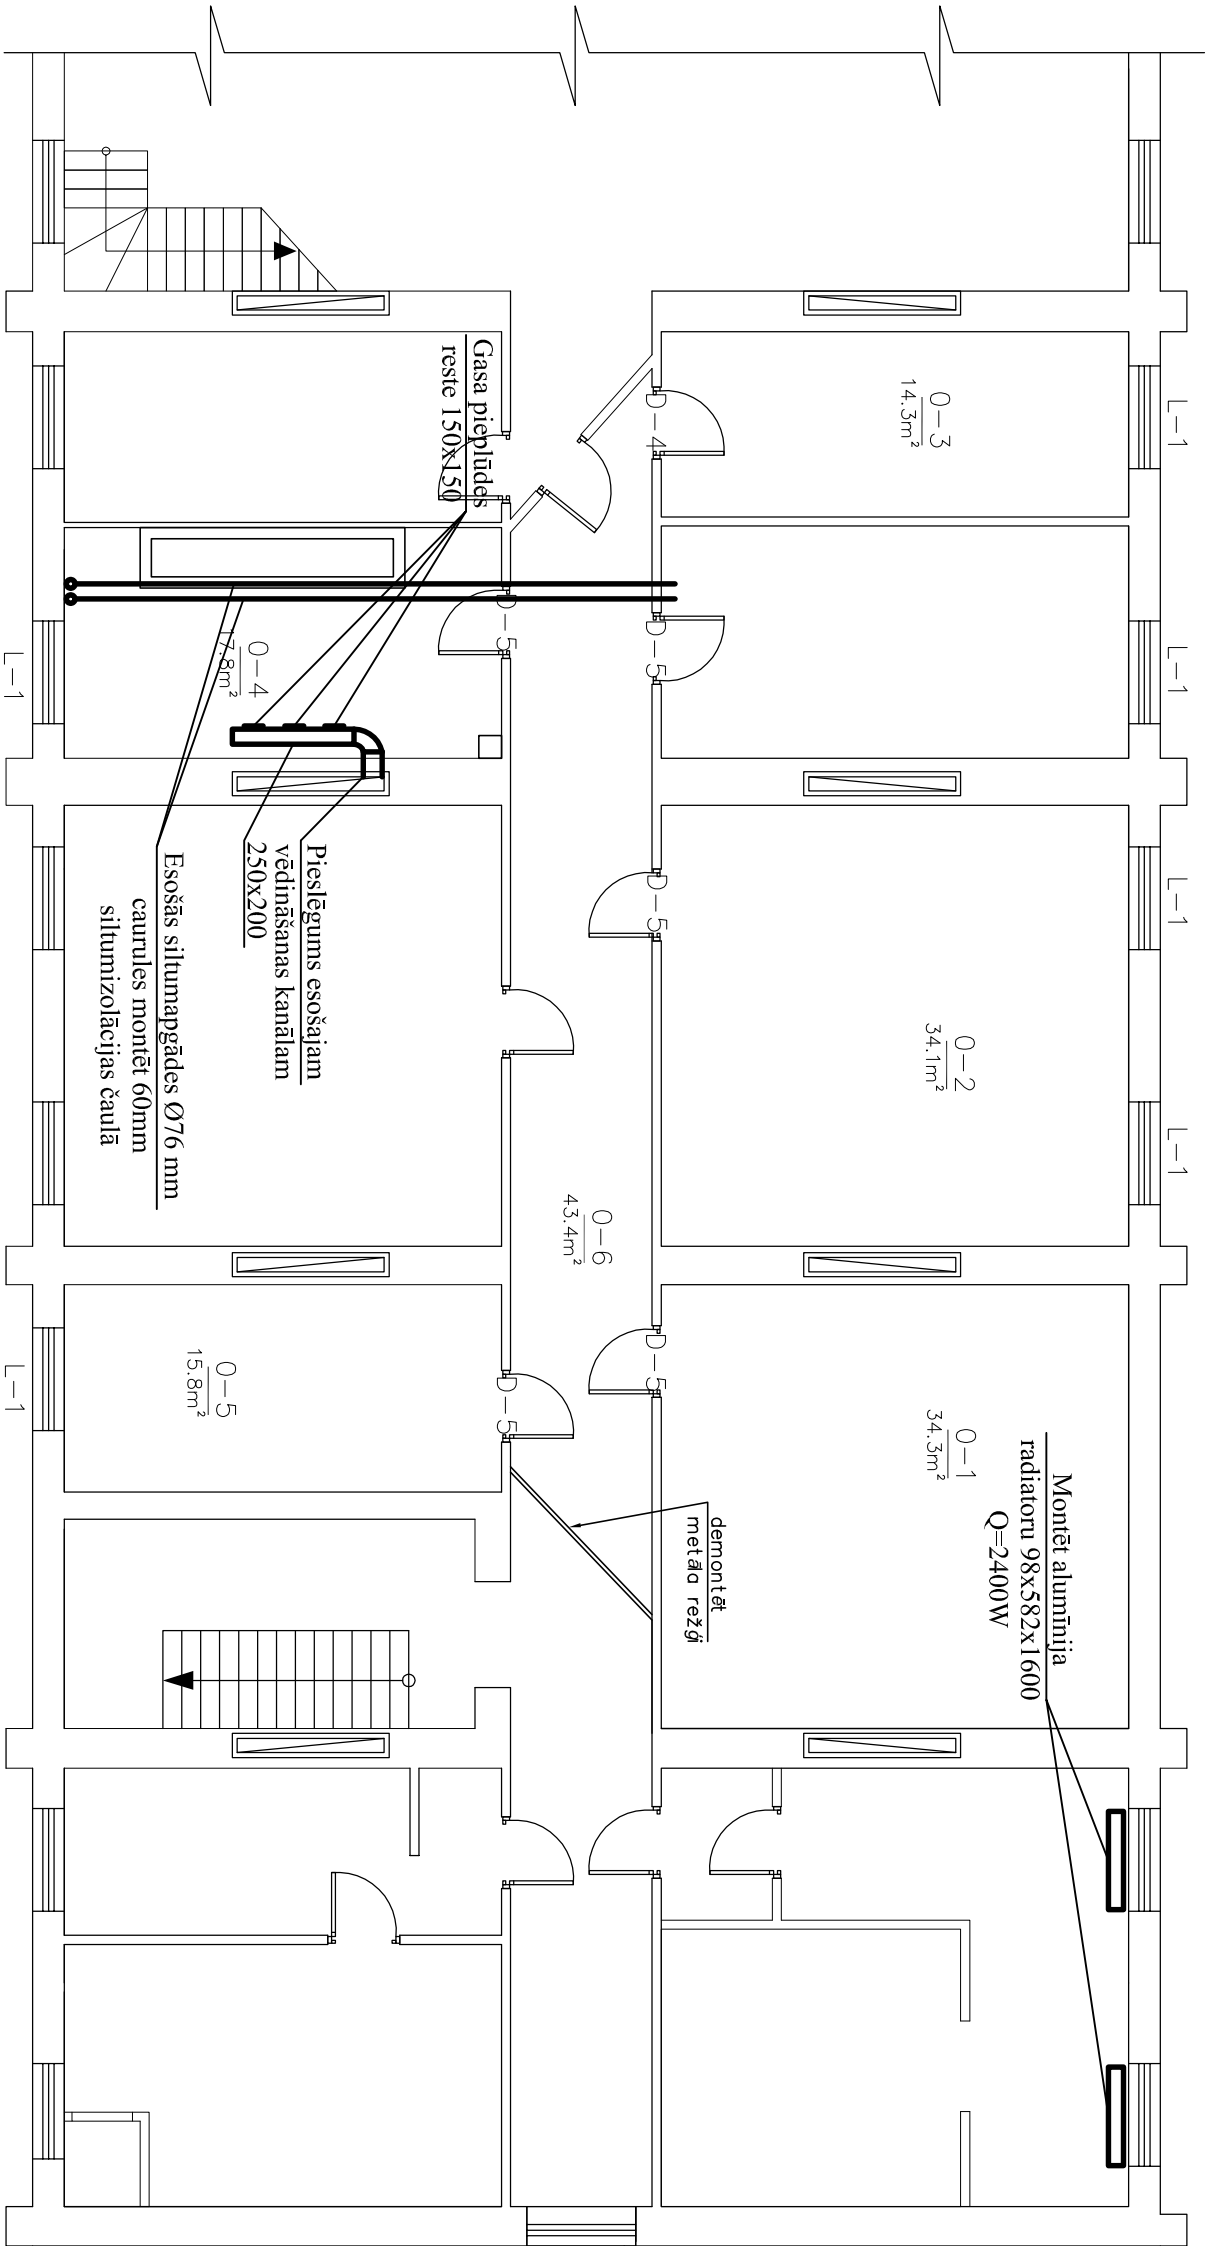 L-1
L-1
L-1
L-1
Montēt alumīnija
radiatoru 98x582x1600
Q=2400W
0-3
14.3m²
0-2
34.1m²
0-1
34.3m²
demontēt
metāla režģi
D-4
D-5
D-5
D-5
0-6
43.4m²
D-5
D-5
Gasa pieplūdes
reste 150x150
Pieslēgums esošajam
vēdināšanas kanālam
250x200
0-4
17.8m²
0-5
15.8m²
Esošās siltumapgādes Ø76 mm
caurules montēt 60mm
siltumizolācijas čaulā
L-1
L-1